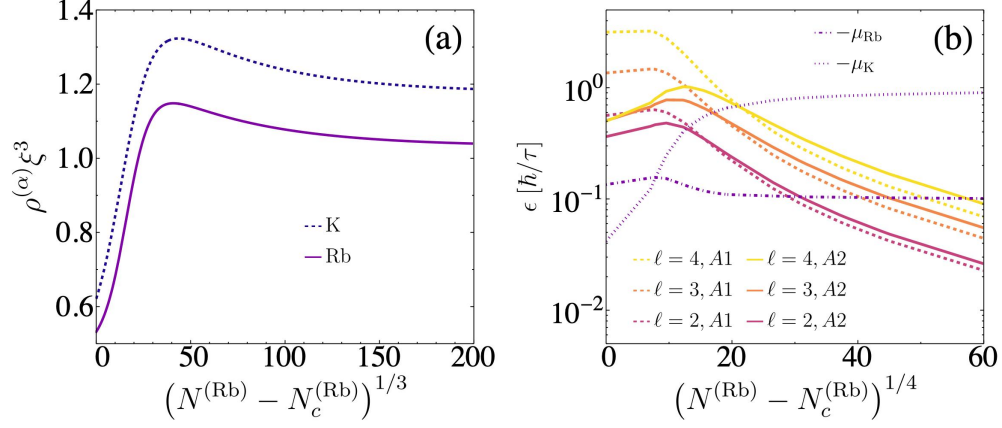 (a)
1.4
1.2
1.0
0.8
0.6
ρ^(α) ξ^3
K
Rb
0 50 100 150 200
(N^(Rb) − N_c^(Rb))^1/3
(b)
−μ_Rb
−μ_K
10^0
10^−1
10^−2
ϵ [ħ/τ]
ℓ = 4, A1 ℓ = 4, A2
ℓ = 3, A1 ℓ = 3, A2
ℓ = 2, A1 ℓ = 2, A2
0 20 40 60
(N^(Rb) − N_c^(Rb))^1/4